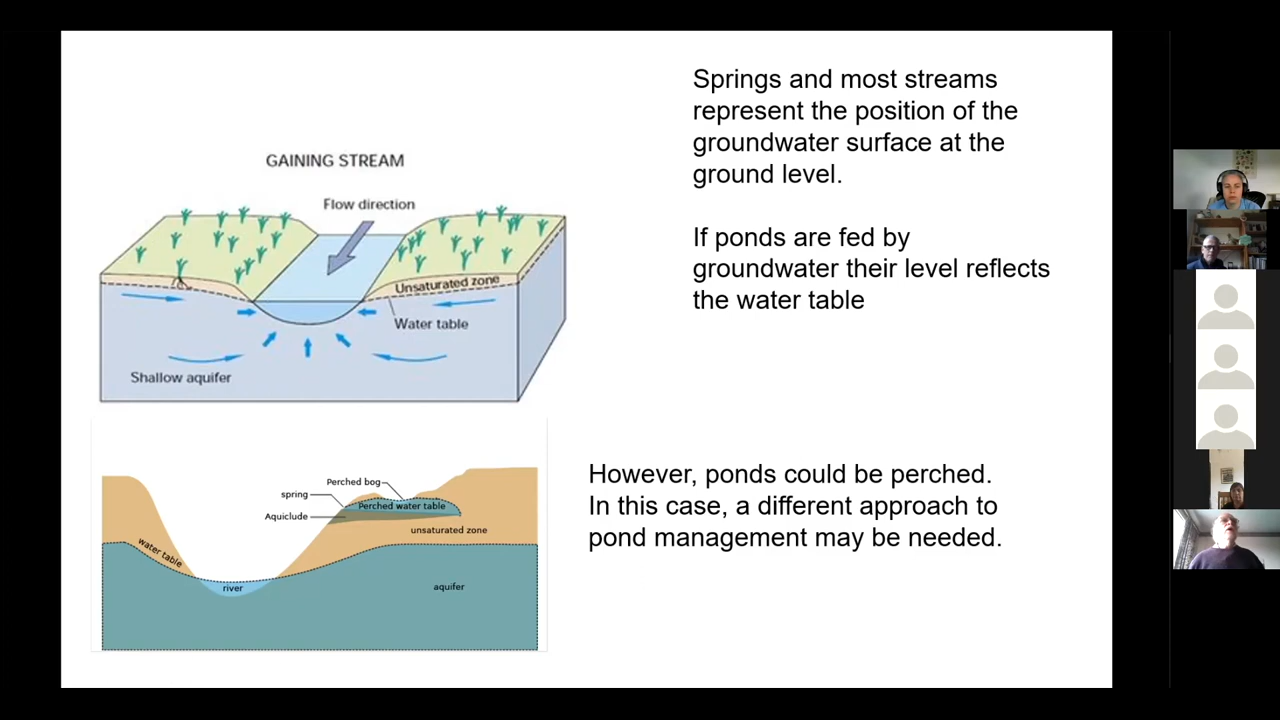 Springs and most streams
represent the position of the
groundwater surface at the
ground level.
If ponds are fed by
groundwater their level reflects
the water table
GAINING STREAM
Flow direction
Unsaturated zone
Water table
Shallow aquifer
However, ponds could be perched.
In this case, a different approach to
pond management may be needed.
Perched bog
spring
Perched water table
Aquiclude
unsaturated zone
water table
river
aquifer